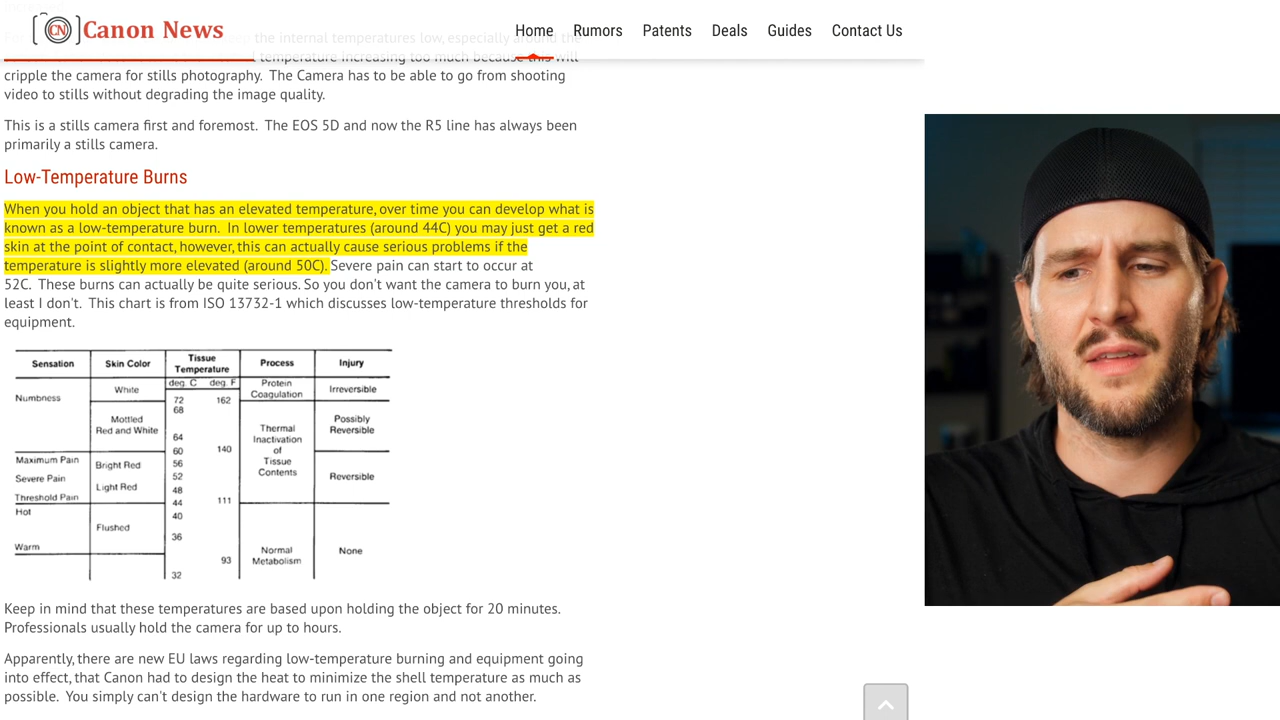 CN
Canon News
Home Rumors Patents Deals Guides Contact Us
the internal temperatures low, especially around the
temperature increasing too much because this will
cripple the camera for stills photography. The Camera has to be able to go from shooting
video to stills without degrading the image quality.
This is a stills camera first and foremost. The EOS 5D and now the R5 line has always been
primarily a stills camera.
Low-Temperature Burns
When you hold an object that has an elevated temperature, over time you can develop what is
known as a low-temperature burn. In lower temperatures (around 44C) you may just get a red
skin at the point of contact, however, this can actually cause serious problems if the
temperature is slightly more elevated (around 50C). Severe pain can start to occur at
52C. These burns can actually be quite serious. So you don't want the camera to burn you, at
least I don't. This chart is from ISO 13732-1 which discusses low-temperature thresholds for
equipment.
Sensation Skin Color Tissue Temperature Process Injury
deg. C deg. F
White
Protein
Coagulation
Irreversible
Numbness
72 162
68
Mottled
Red and White
Possibly
Reversible
64
Thermal
Inactivation
of
Tissue
Contents
60 140
Maximum Pain
Bright Red
56
Severe Pain
52
Reversible
Light Red
48
Threshold Pain
44 111
Hot
40
Flushed
36
Warm
93
Normal
Metabolism
None
32
Keep in mind that these temperatures are based upon holding the object for 20 minutes.
Professionals usually hold the camera for up to hours.
Apparently, there are new EU laws regarding low-temperature burning and equipment going
into effect, that Canon had to design the heat to minimize the shell temperature as much as
possible. You simply can't design the hardware to run in one region and not another.